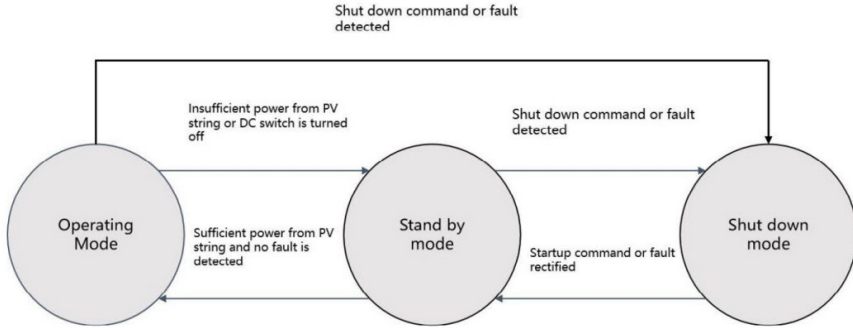 Shut down command or fault
detected
Insufficient power from PV
string or DC switch is turned
off
Shut down command or fault
detected
Operating
Mode
Sufficient power from PV
string and no fault is
detected
Stand by
mode
Startup command or fault
rectified
Shut down
mode